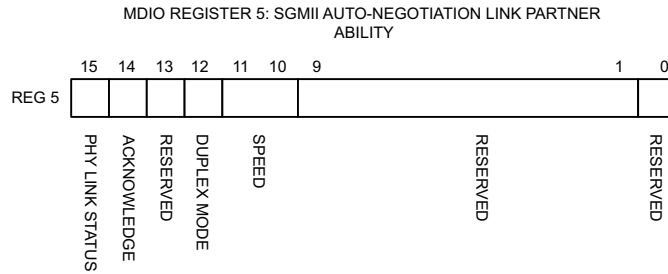 MDIO REGISTER 5: SGMII AUTO-NEGOTIATION LINK PARTNER
ABILITY
15 14 13 12 11 10 9 1 0
REG 5
PHY LINK STATUS
ACKNOWLEDGE
RESERVED
DUPLEX MODE
SPEED
RESERVED
RESERVED